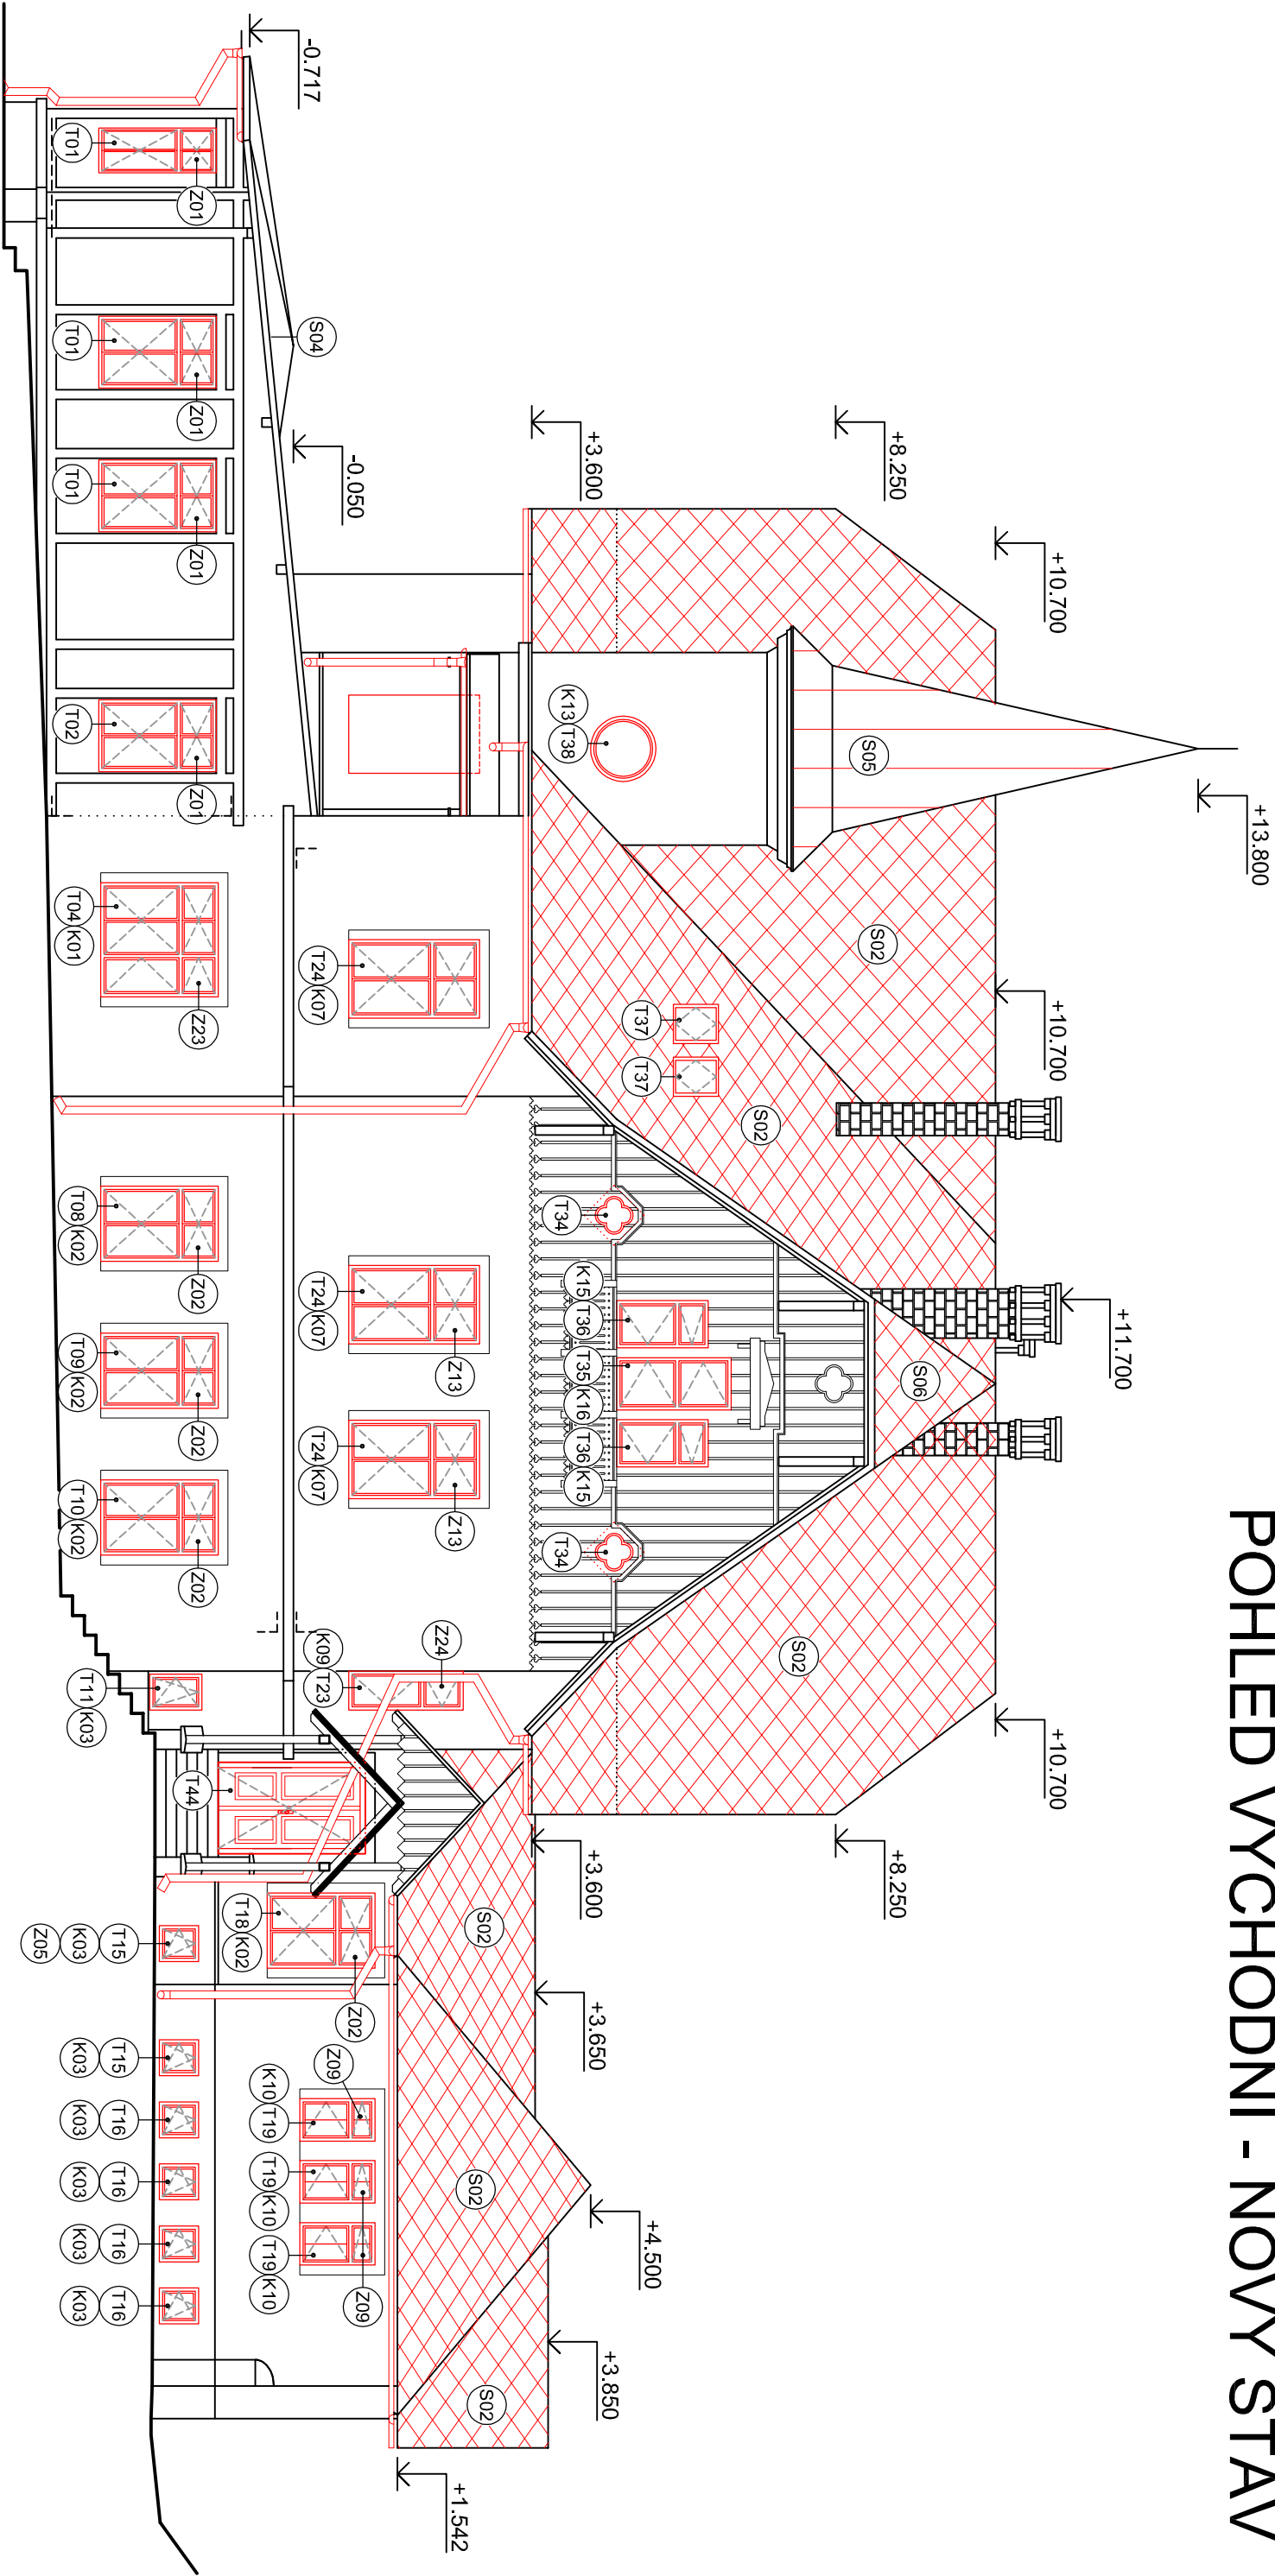 POHLED VÝCHODNÍ - NOVÝ STAV
+13.800
+11.700
+10.700
+10.700
+10.700
+8.250
+8.250
S05
S02
S06
S02
S02
+3.600
K13 T38
T37
T37
T34
K15 T36
T35 K16
T36 K15
T34
+3.600
+3.650
+4.500
+3.850
-0.717
S04
-0.050
T24 K07
T24 K07
Z13
T24 K07
Z13
K09 T23
Z24
S02
S02
S02
+1.542
T01
Z01
T01
Z01
T01
Z01
T02
Z01
T04 K01
Z23
T08 K02
Z02
T09 K02
Z02
T10 K02
Z02
T11 K03
T44
T18 K02
Z02
Z09
K10 T19
T19 K10
T19 K10
Z09
T15
K03
Z05
T15
K03
T16
K03
T16
K03
T16
K03
T16
K03